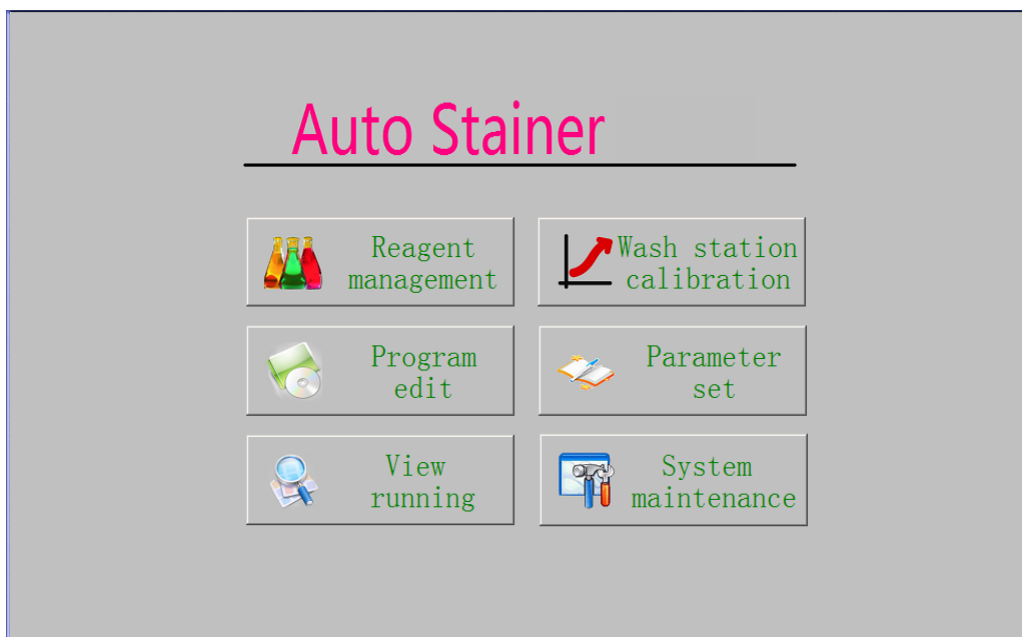 Auto Stainer
Reagent
management
Wash station
calibration
Program
edit
Parameter
set
View
running
System
maintenance